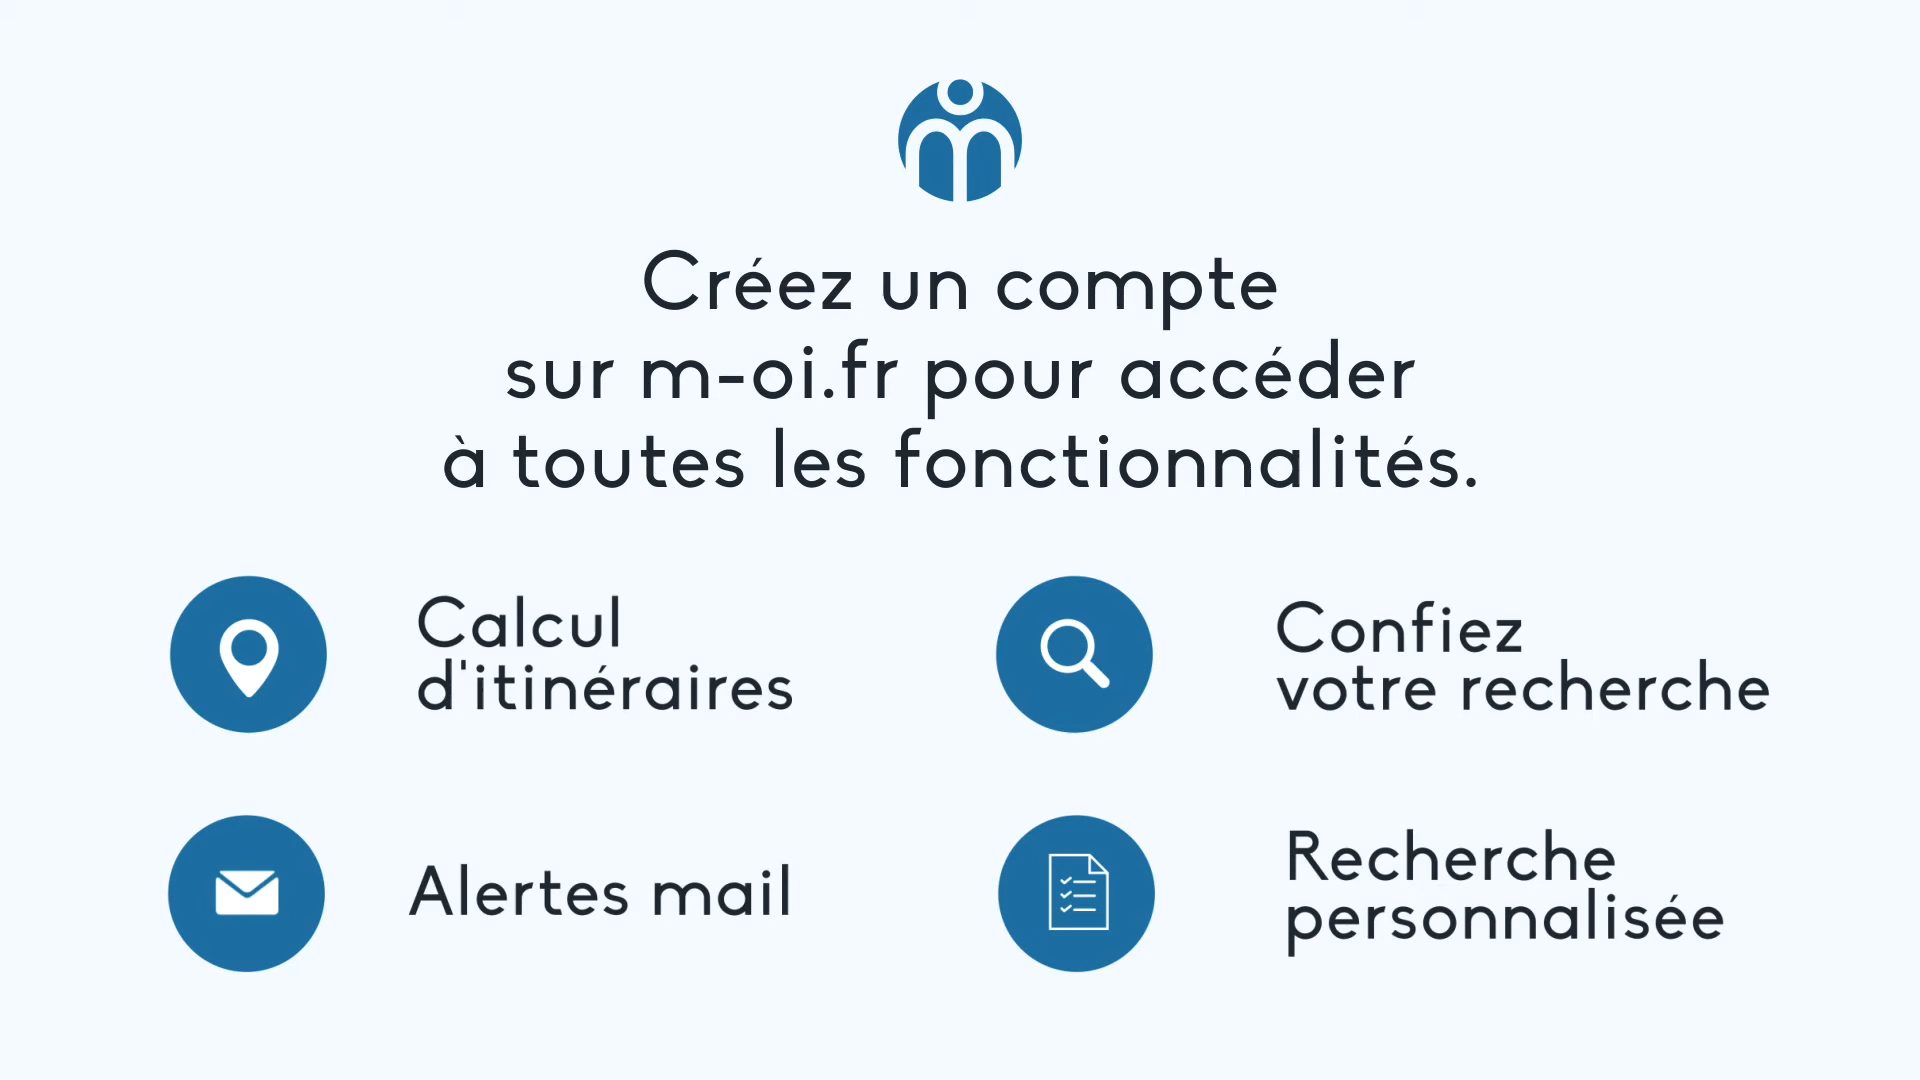 Créez un compte
sur m-oi.fr pour accéder
à toutes les fonctionnalités.
Calcul
d'itinéraires
Confiez
votre recherche
Alertes mail
Recherche
personnalisée